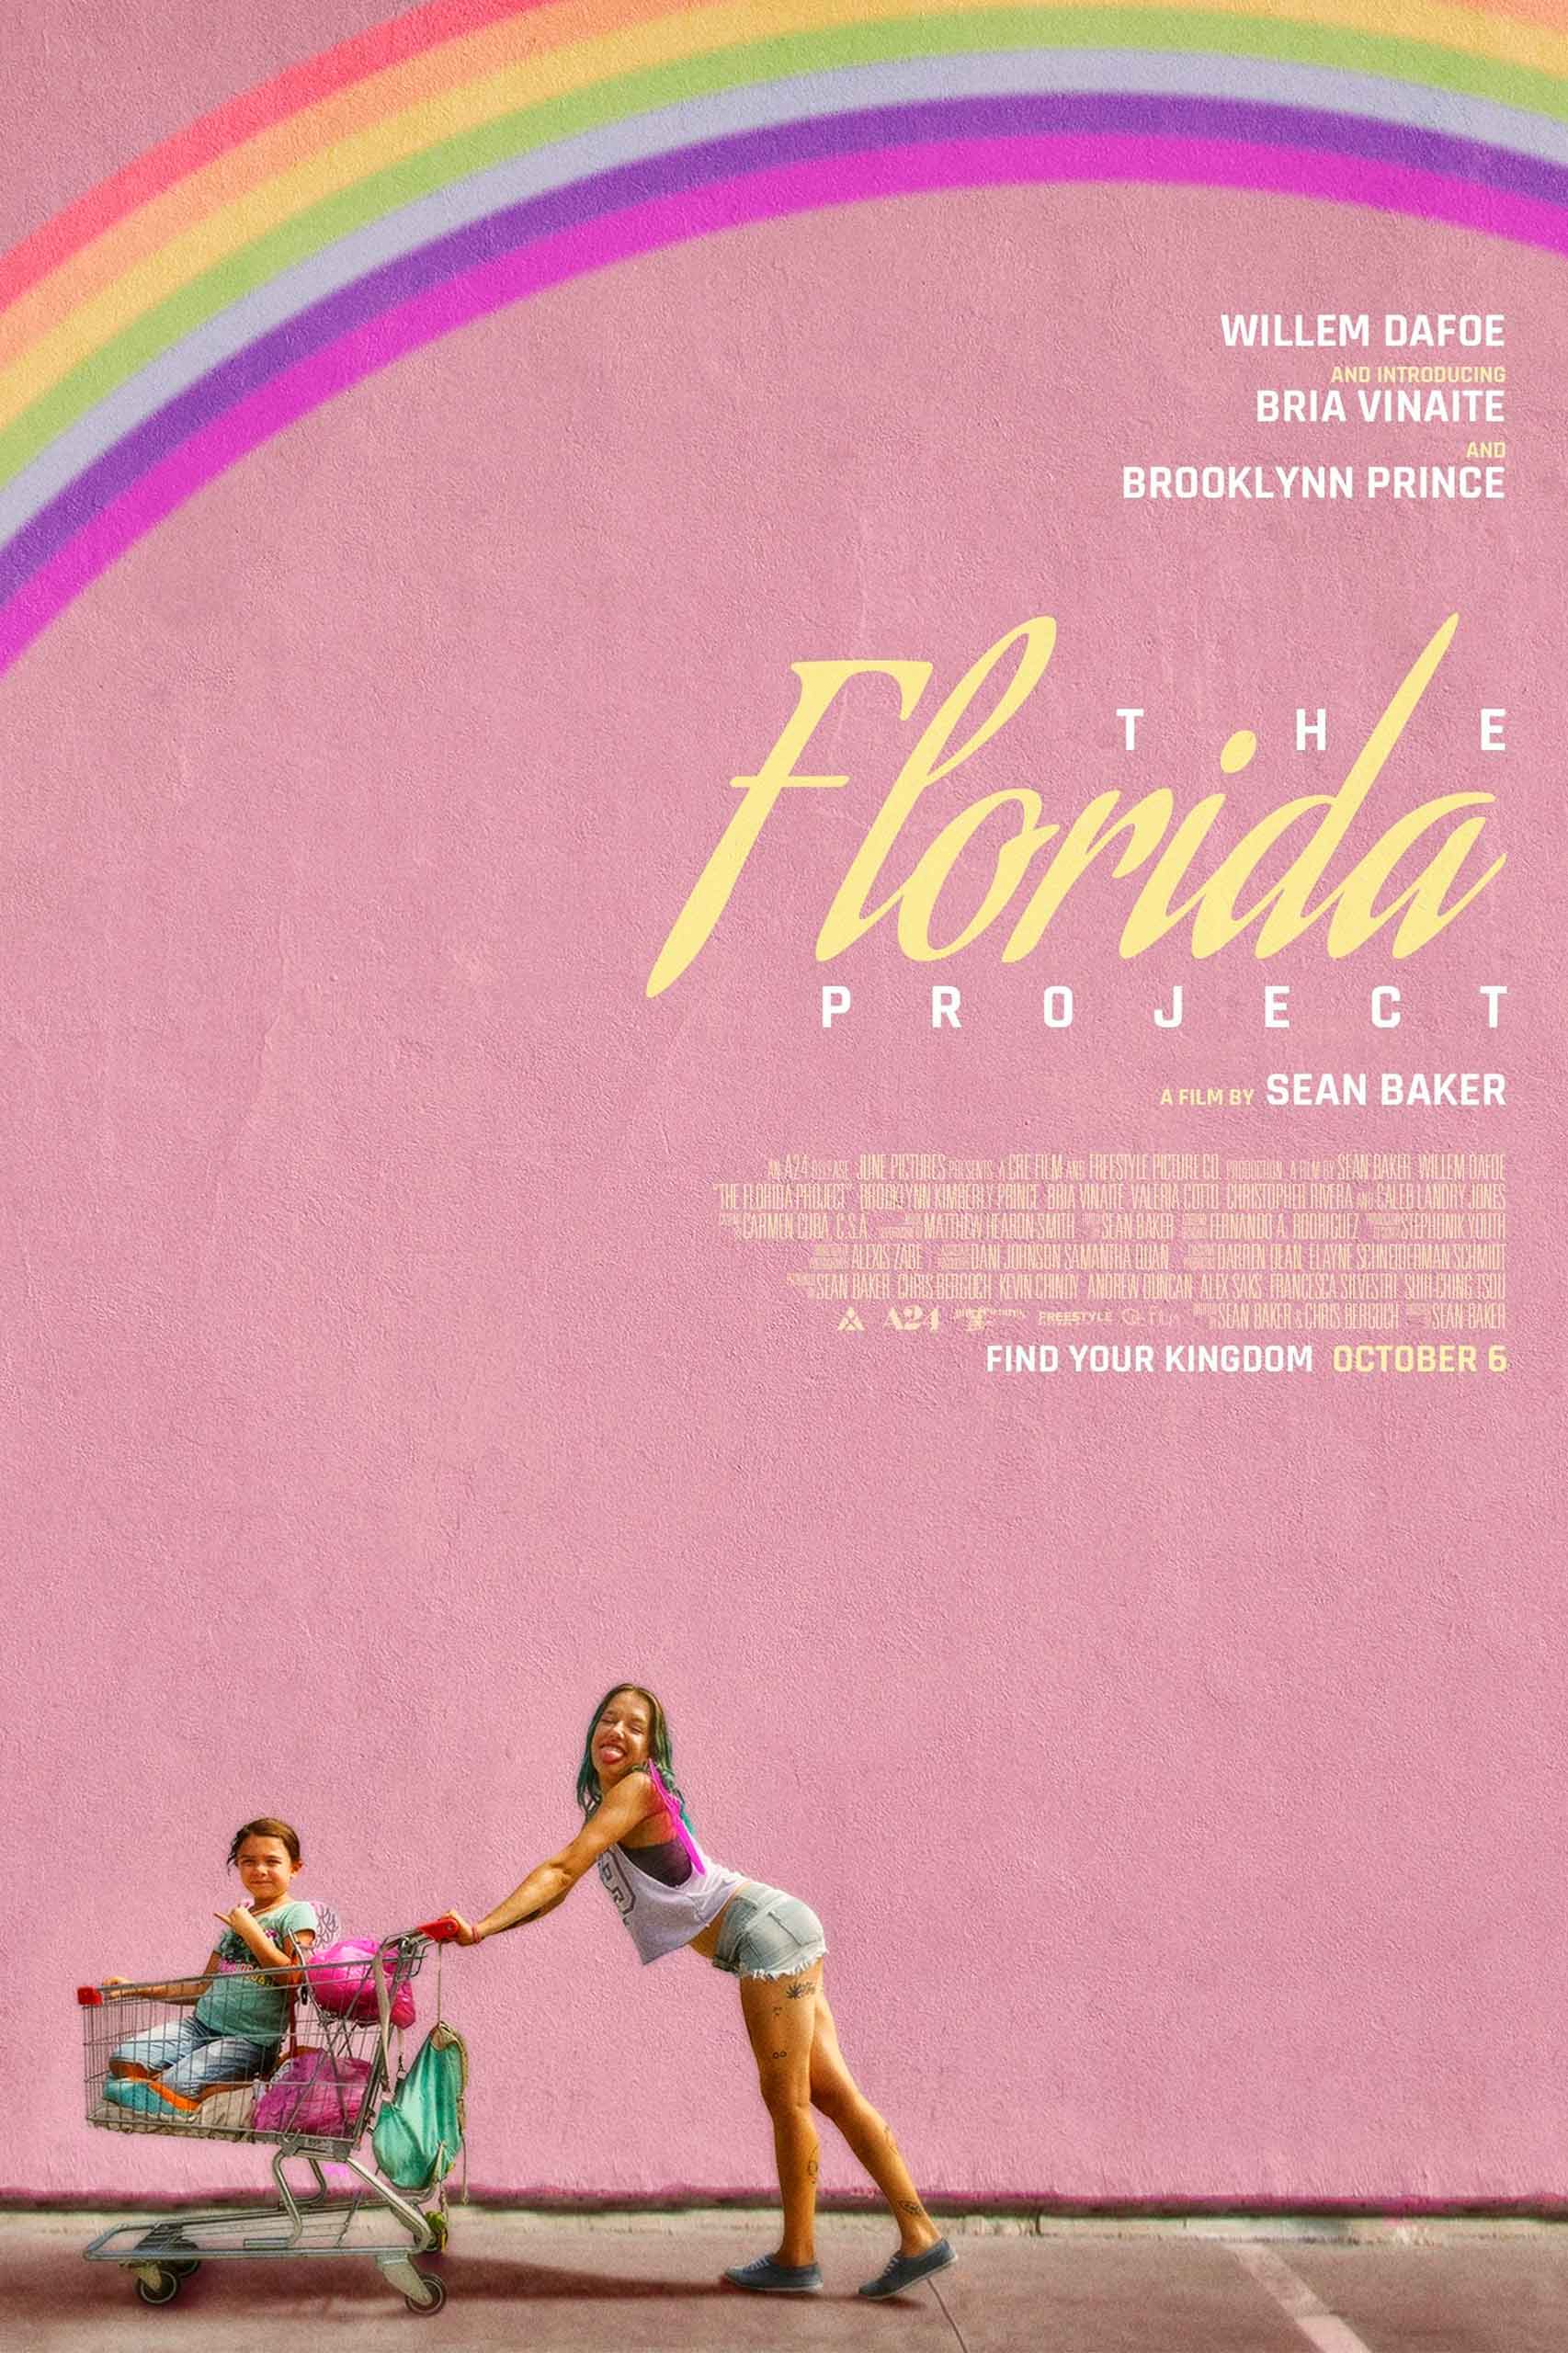 WILLEM DAFOE
AND INTRODUCING
BRIA VINAITE
AND
BROOKLYNN PRINCE
THE
Florida
PROJECT
A FILM BY SEAN BAKER
AN A24 RELEASE JUNE PICTURES PRESENTS A CRE FILM AND FREESTYLE PICTURE CO. PRODUCTION A FILM BY SEAN BAKER WILLEM DAFOE
"THE FLORIDA PROJECT" BROOKLYNN KIMBERLY PRINCE BRIA VINAITE VALERIA COTTO CHRISTOPHER RIVERA AND CALEB LANDRY JONES
CARMEN CUBA, C.S.A. MATTHEW HEARON-SMITH SEAN BAKER FERNANDO A. RODRIGUEZ STEPHONIK YOUTH
ALEXIS ZABE DANI JOHNSON SAMANTHA QUAN DARREN DEAN ELAYNE SCHNEIDERMAN SCHMIDT
SEAN BAKER CHRIS BERGOCH KEVIN CHINOY ANDREW DUNCAN ALEX SAKS FRANCESCA SILVESTRI SHIH-CHING TSOU
A24 FREESTYLE SEAN BAKER & CHRIS BERGOCH SEAN BAKER
FIND YOUR KINGDOM OCTOBER 6